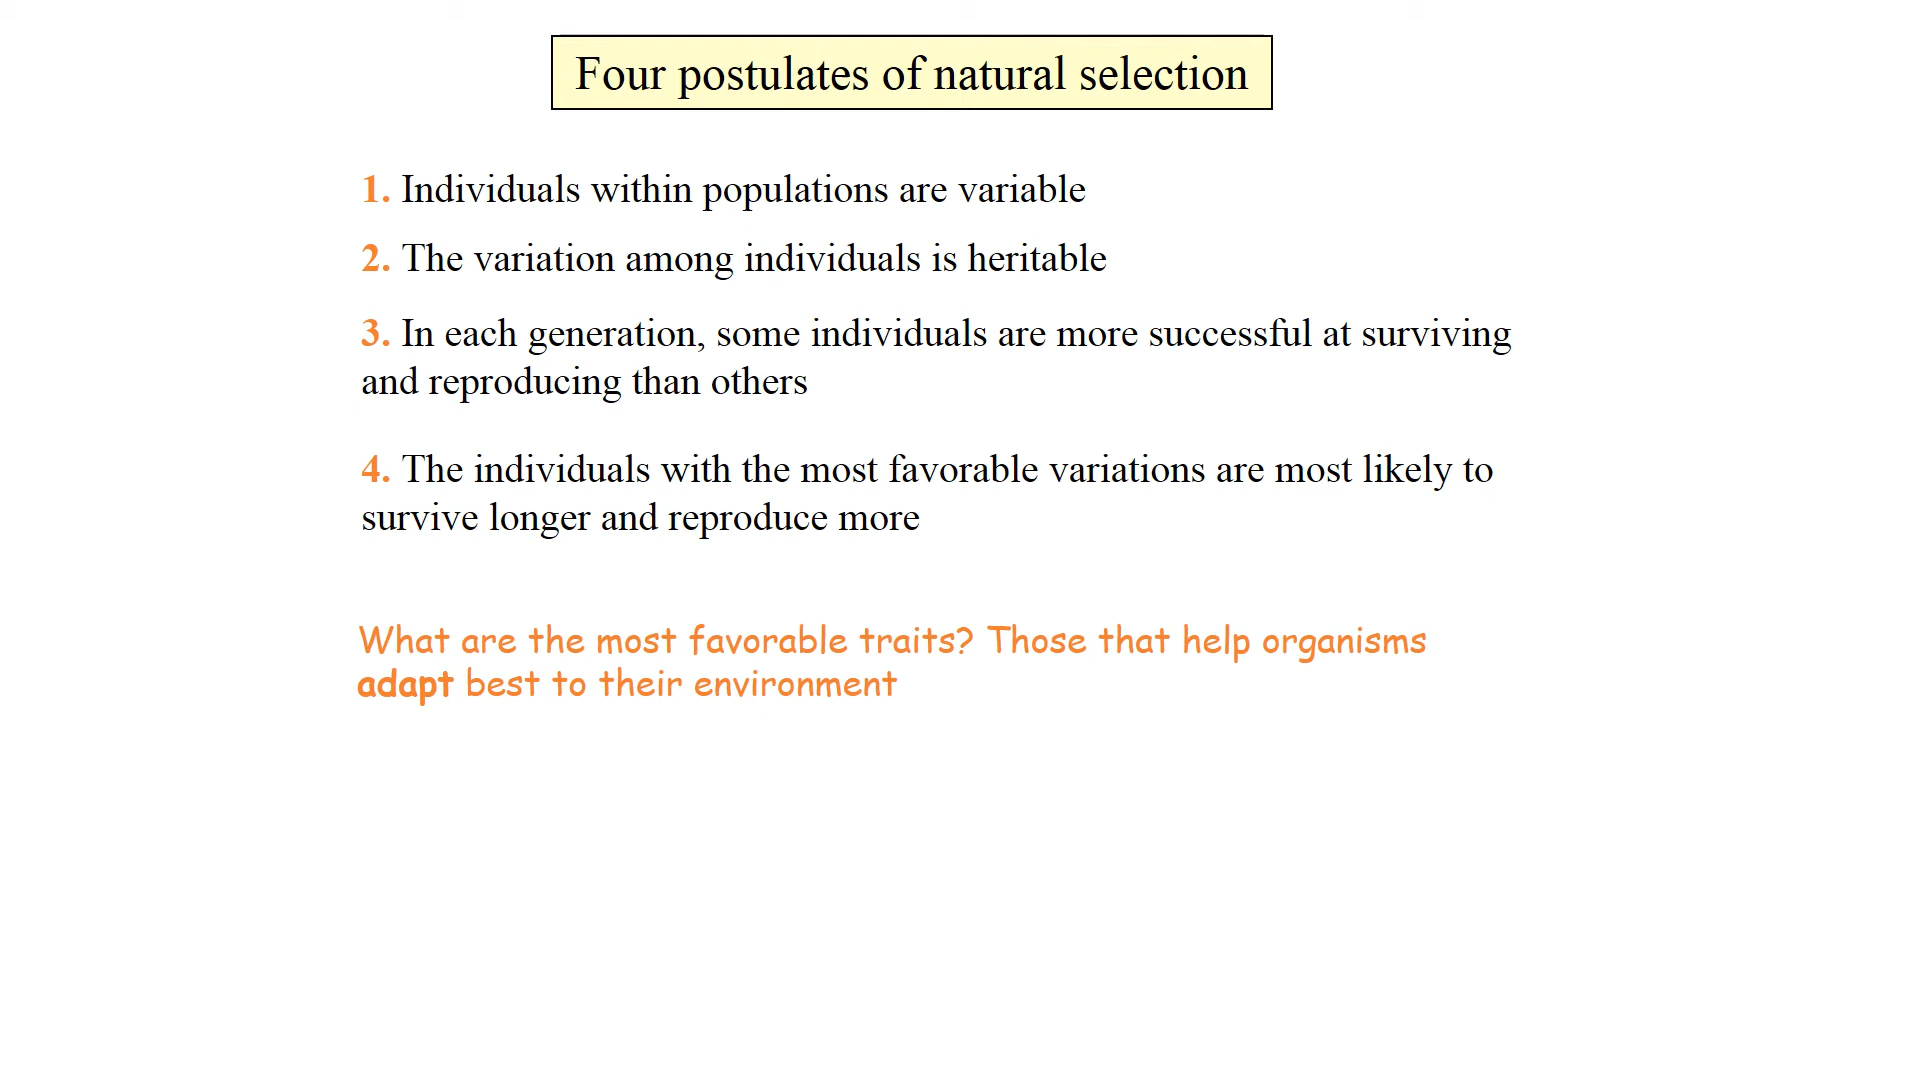 Four postulates of natural selection
1. Individuals within populations are variable
2. The variation among individuals is heritable
3. In each generation, some individuals are more successful at surviving
and reproducing than others
4. The individuals with the most favorable variations are most likely to
survive longer and reproduce more
What are the most favorable traits? Those that help organisms
adapt best to their environment